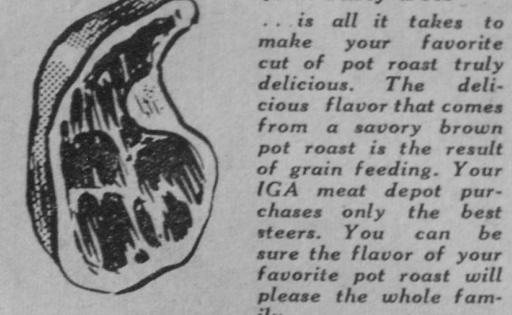 ...is all it takes to
make your favorite
cut of pot roast truly
delicious. The deli-
cious flavor that comes
from a savory brown
pot roast is the result
of grain feeding. Your
IGA meat depot pur-
chases only the best
steers. You can be
sure the flavor of your
favorite pot roast will
please the whole fam-